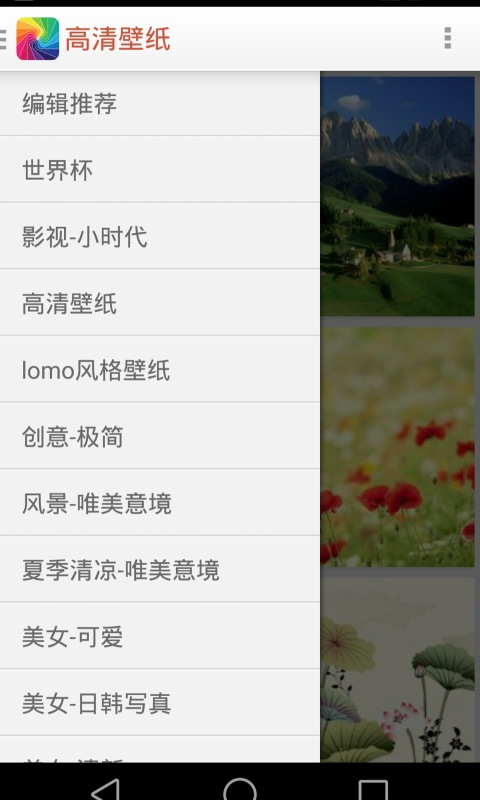 高清壁纸
编辑推荐
世界杯
影视-小时代
高清壁纸
lomo风格壁纸
创意-极简
风景-唯美意境
夏季清凉-唯美意境
美女-可爱
美女-日韩写真